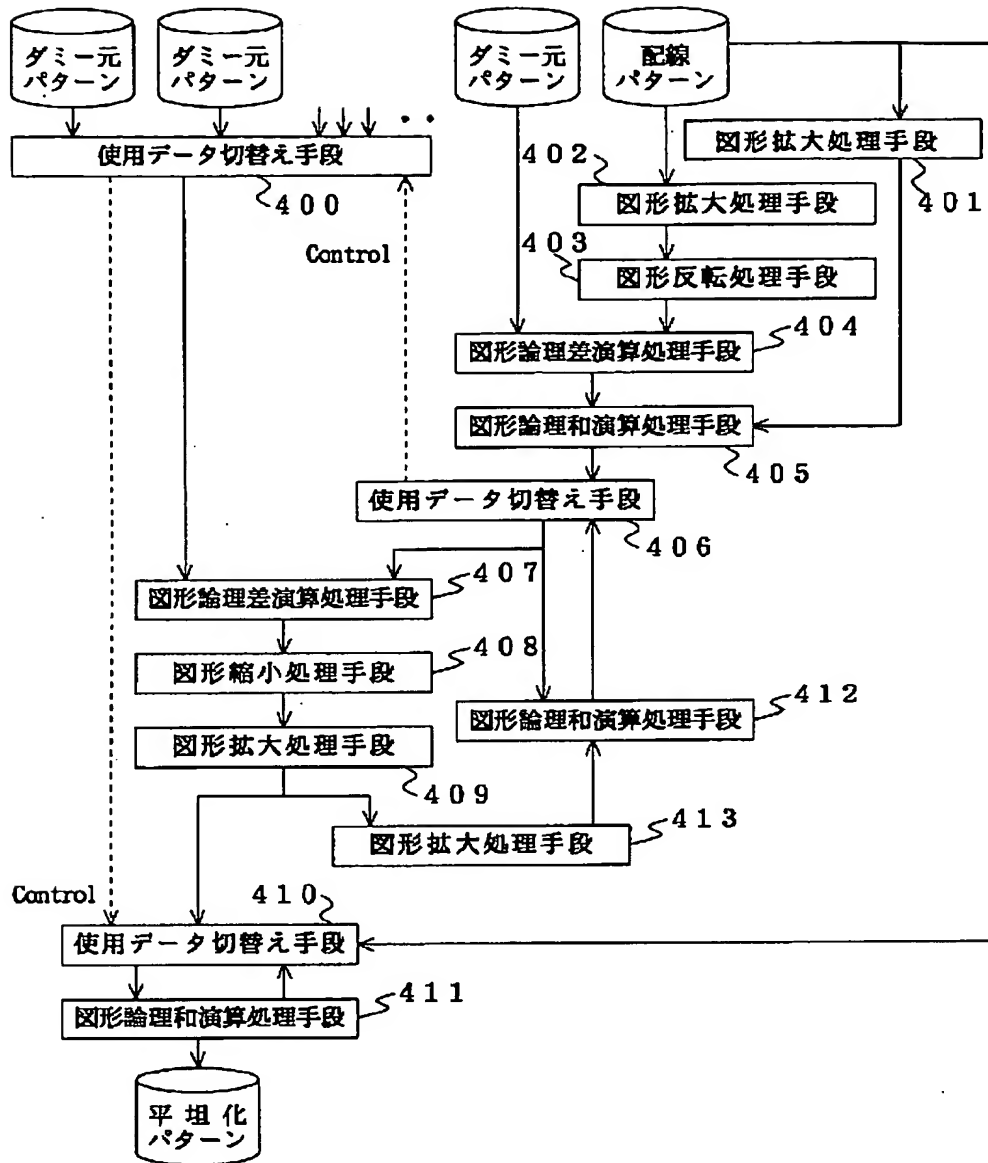 ダミー元
パターン
ダミー元
パターン
ダミー元
パターン
配線
パターン
使用データ切替え手段
400
図形拡大処理手段
401
402
図形拡大処理手段
Control
403
図形反転処理手段
404
図形論理差演算処理手段
図形論理和演算処理手段
405
使用データ切替え手段
406
407
図形論理差演算処理手段
408
図形縮小処理手段
412
図形論理和演算処理手段
図形拡大処理手段
409
413
図形拡大処理手段
Control
410
使用データ切替え手段
411
図形論理和演算処理手段
平坦化
パターン